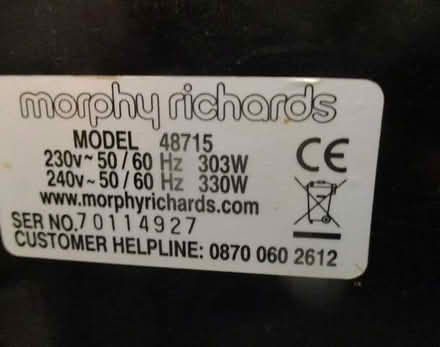 morphy richards
MODEL 48715
230v~ 50/60 Hz 303W
240v~ 50/60 Hz 330W
www.morphyrichards.com
SER NO.70114927
CUSTOMER HELPLINE: 0870 060 2612
CE